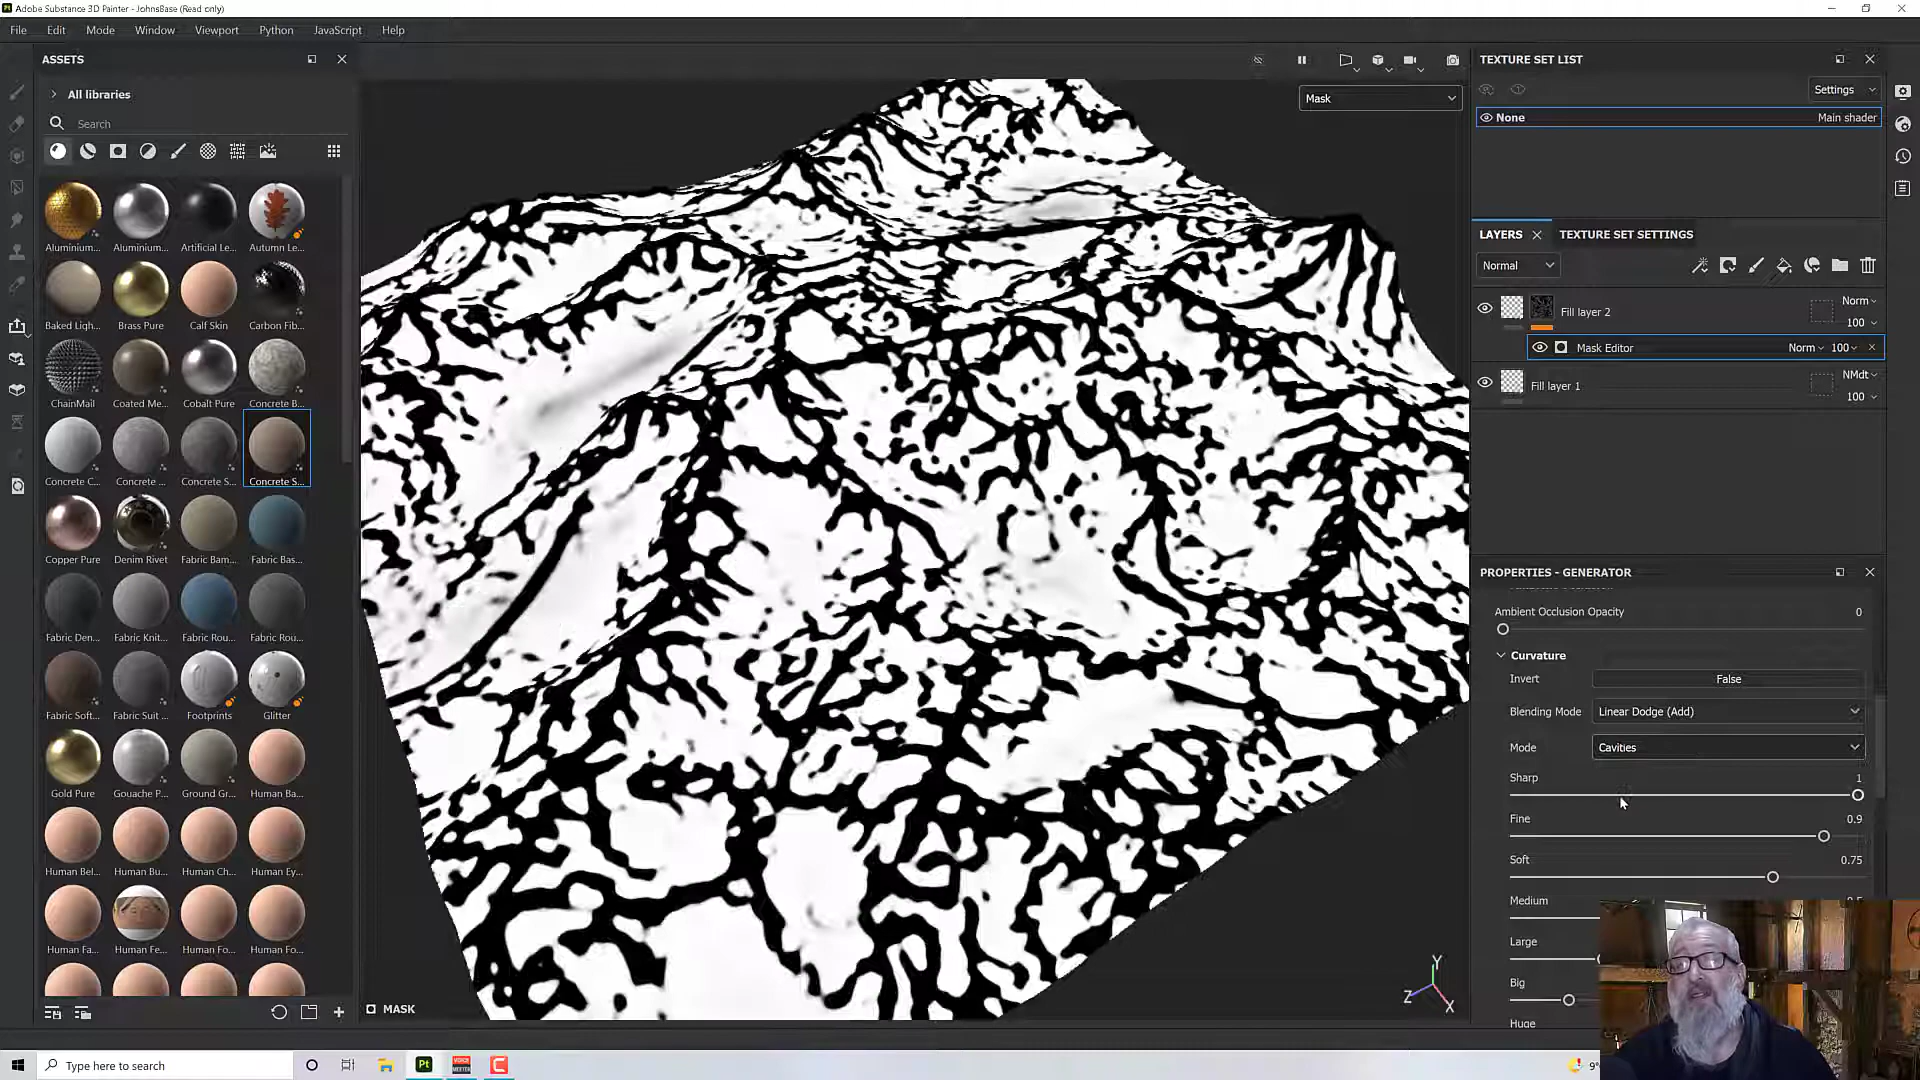 Adobe Substance 3D Painter - JohnsBase (Read only)
File Edit Mode Window Viewport Python JavaScript Help
ASSETS
All libraries
Search
Aluminium... Aluminium... Artificial Le... Autumn Le...
Baked Ligh... Brass Pure Calf Skin Carbon Fib...
ChainMail Coated Me... Cobalt Pure Concrete B...
Concrete C... Concrete ... Concrete S... Concrete S...
Copper Pure Denim Rivet Fabric Bam... Fabric Bas...
Fabric Den... Fabric Knit... Fabric Rou... Fabric Rou...
Fabric Soft... Fabric Suit ... Footprints Glitter
Gold Pure Gouache P... Ground Gr... Human Ba...
Human Bel... Human Bu... Human Ch... Human Ey...
Human Fa... Human Fe... Human Fo... Human Fo...
Mask
MASK
Y
Z
X
TEXTURE SET LIST
Settings
None Main shader
LAYERS TEXTURE SET SETTINGS
Normal
Fill layer 2 Norm
100
Mask Editor Norm 100
Fill layer 1 NMdt
100
PROPERTIES - GENERATOR
Ambient Occlusion Opacity 0
Curvature
Invert False
Blending Mode Linear Dodge (Add)
Mode Cavities
Sharp 1
Fine 0.9
Soft 0.75
Medium
Large
Big
Huge
Type here to search
Pt
9°